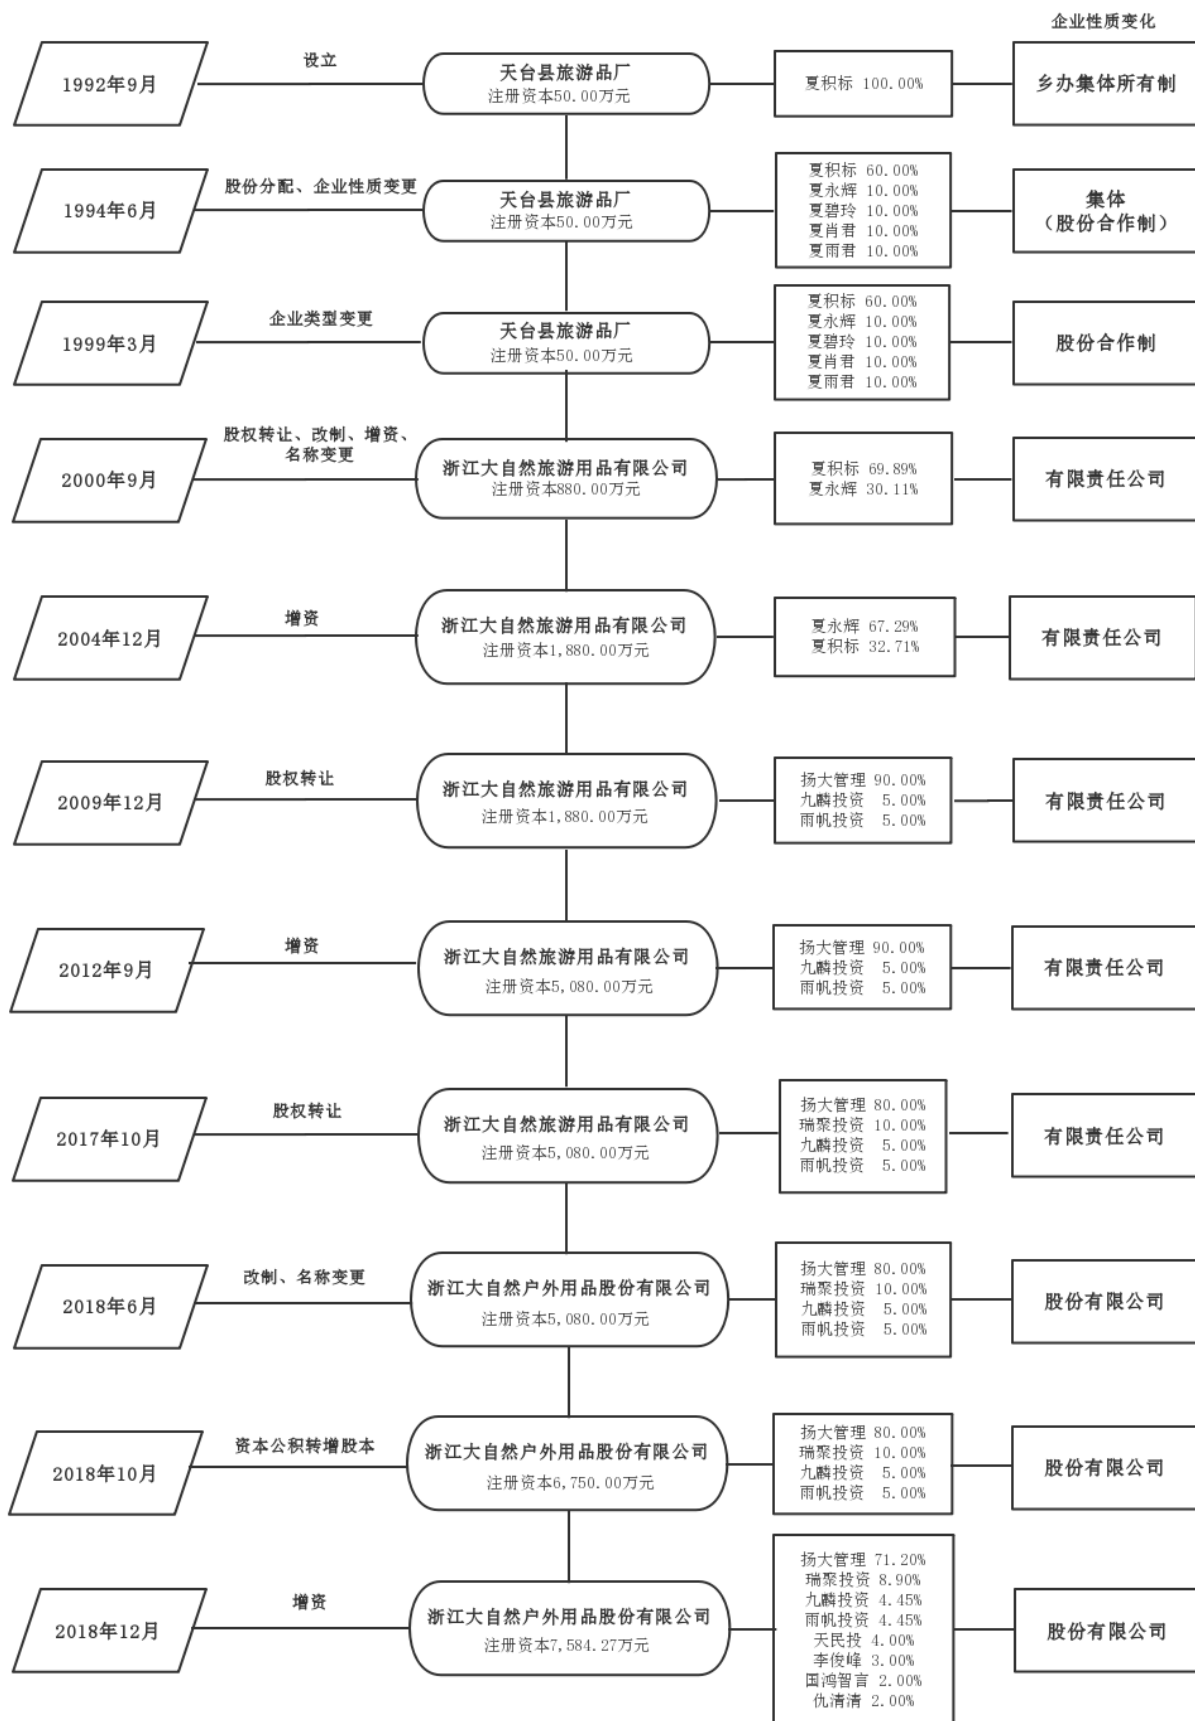 企业性质变化
1992年9月
设立
天台县旅游品厂
注册资本50.00万元
夏积标 100.00%
乡办集体所有制
1994年6月
股份分配、企业性质变更
天台县旅游品厂
注册资本50.00万元
夏积标 60.00%
夏永辉 10.00%
夏碧玲 10.00%
夏肖君 10.00%
夏雨君 10.00%
集体
（股份合作制）
1999年3月
企业类型变更
天台县旅游品厂
注册资本50.00万元
夏积标 60.00%
夏永辉 10.00%
夏碧玲 10.00%
夏肖君 10.00%
夏雨君 10.00%
股份合作制
2000年9月
股权转让、改制、增资、
名称变更
浙江大自然旅游用品有限公司
注册资本880.00万元
夏积标 69.89%
夏永辉 30.11%
有限责任公司
2004年12月
增资
浙江大自然旅游用品有限公司
注册资本1,880.00万元
夏永辉 67.29%
夏积标 32.71%
有限责任公司
2009年12月
股权转让
浙江大自然旅游用品有限公司
注册资本1,880.00万元
扬大管理 90.00%
九麟投资 5.00%
雨帆投资 5.00%
有限责任公司
2012年9月
增资
浙江大自然旅游用品有限公司
注册资本5,080.00万元
扬大管理 90.00%
九麟投资 5.00%
雨帆投资 5.00%
有限责任公司
2017年10月
股权转让
浙江大自然旅游用品有限公司
注册资本5,080.00万元
扬大管理 80.00%
瑞聚投资 10.00%
九麟投资 5.00%
雨帆投资 5.00%
有限责任公司
2018年6月
改制、名称变更
浙江大自然户外用品股份有限公司
注册资本5,080.00万元
扬大管理 80.00%
瑞聚投资 10.00%
九麟投资 5.00%
雨帆投资 5.00%
股份有限公司
2018年10月
资本公积转增股本
浙江大自然户外用品股份有限公司
注册资本6,750.00万元
扬大管理 80.00%
瑞聚投资 10.00%
九麟投资 5.00%
雨帆投资 5.00%
股份有限公司
2018年12月
增资
浙江大自然户外用品股份有限公司
注册资本7,584.27万元
扬大管理 71.20%
瑞聚投资 8.90%
九麟投资 4.45%
雨帆投资 4.45%
天民投 4.00%
李俊峰 3.00%
国鸿智言 2.00%
仇清清 2.00%
股份有限公司